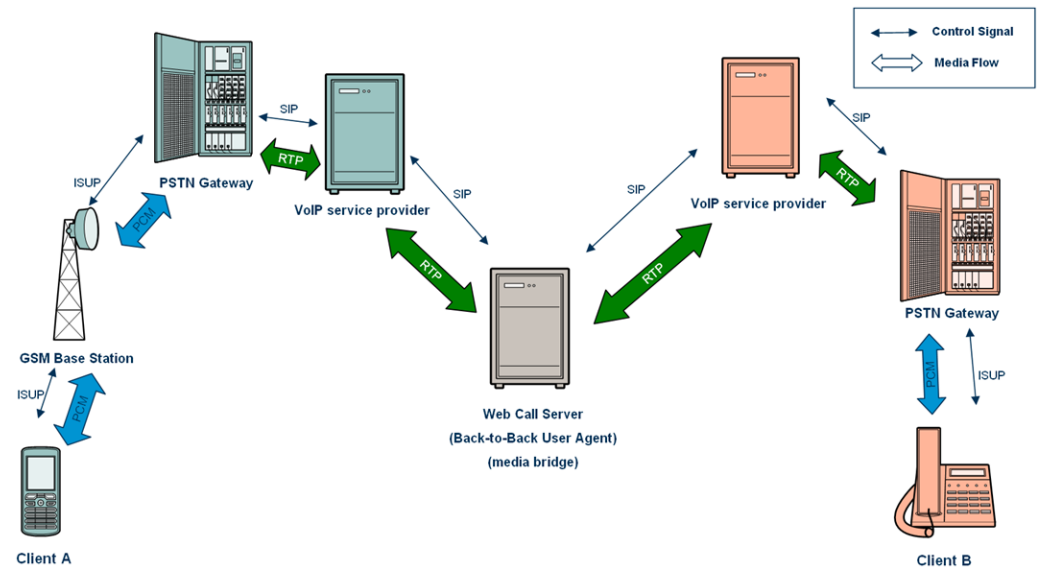 Control Signal
Media Flow
SIP
RTP
PSTN Gateway
ISUP
PCM
VoIP service provider
SIP
RTP
SIP
RTP
VoIP service provider
SIP
RTP
PSTN Gateway
GSM Base Station
ISUP
PCM
Web Call Server
(Back-to-Back User Agent)
(media bridge)
PCM
ISUP
Client A
Client B